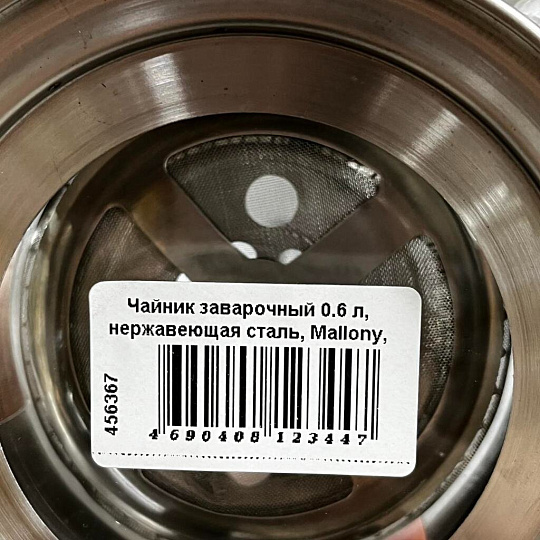 Чайник заварочный 0.6 л,
нержавеющая сталь, Mallony,
456367
4 690408 123447